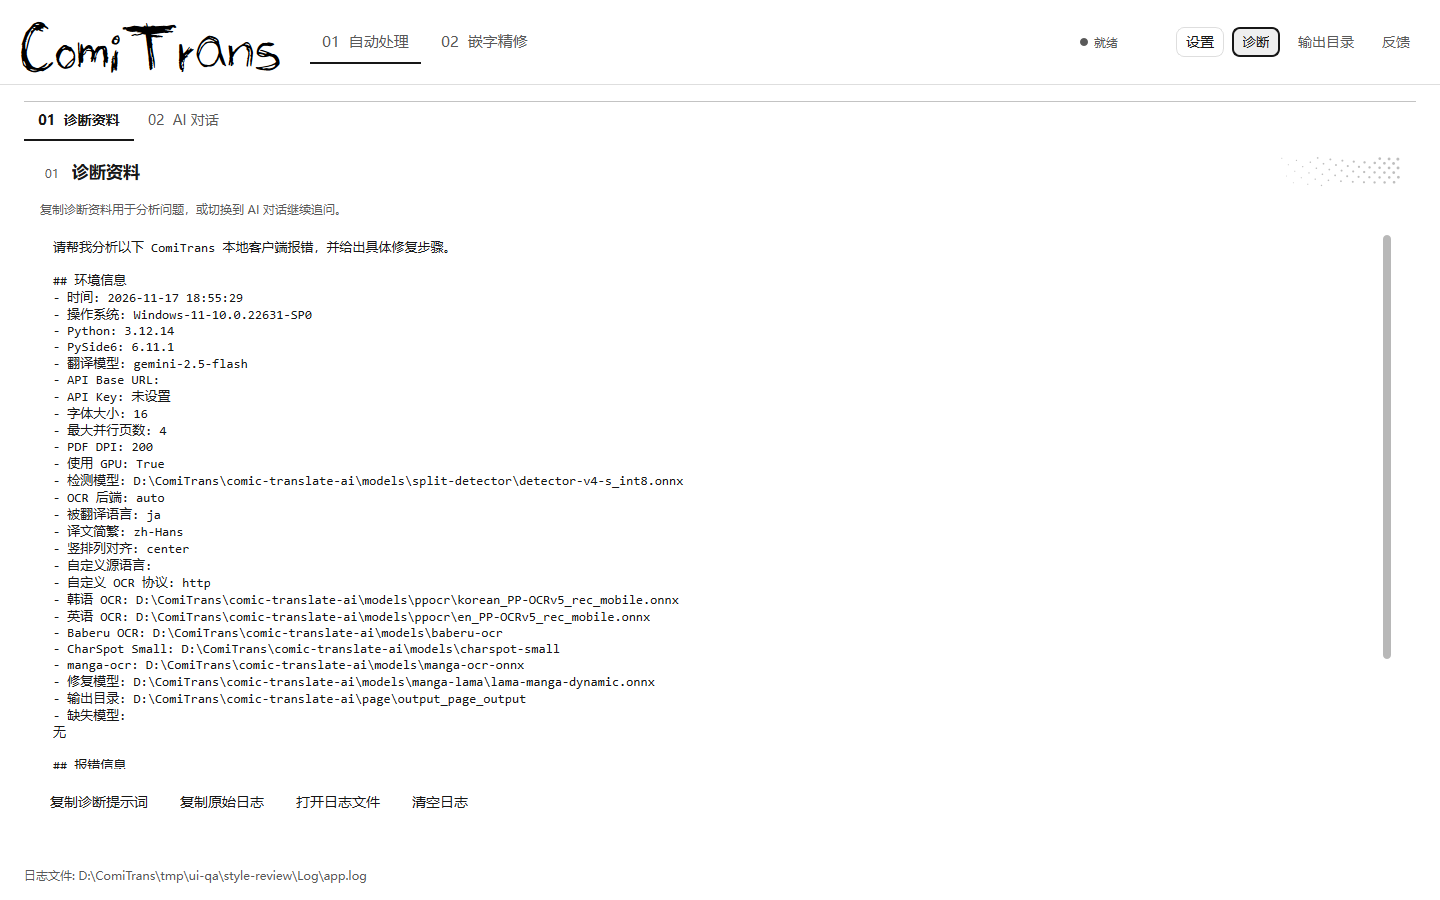 ComiTrans
01 自动处理
02 嵌字精修
● 就绪
设置
诊断
输出目录
反馈
01 诊断资料
02 AI 对话
01 诊断资料
复制诊断资料用于分析问题，或切换到 AI 对话继续追问。
请帮我分析以下 ComiTrans 本地客户端报错，并给出具体修复步骤。
## 环境信息
- 时间: 2026-11-17 18:55:29
- 操作系统: Windows-11-10.0.22631-SP0
- Python: 3.12.14
- PySide6: 6.11.1
- 翻译模型: gemini-2.5-flash
- API Base URL:
- API Key: 未设置
- 字体大小: 16
- 最大并行页数: 4
- PDF DPI: 200
- 使用 GPU: True
- 检测模型: D:\ComiTrans\comic-translate-ai\models\split-detector\detector-v4-s_int8.onnx
- OCR 后端: auto
- 被翻译语言: ja
- 译文简繁: zh-Hans
- 竖排列对齐: center
- 自定义源语言:
- 自定义 OCR 协议: http
- 韩语 OCR: D:\ComiTrans\comic-translate-ai\models\ppocr\korean_PP-OCRv5_rec_mobile.onnx
- 英语 OCR: D:\ComiTrans\comic-translate-ai\models\ppocr\en_PP-OCRv5_rec_mobile.onnx
- Baberu OCR: D:\ComiTrans\comic-translate-ai\models\baberu-ocr
- CharSpot Small: D:\ComiTrans\comic-translate-ai\models\charspot-small
- manga-ocr: D:\ComiTrans\comic-translate-ai\models\manga-ocr-onnx
- 修复模型: D:\ComiTrans\comic-translate-ai\models\manga-lama\lama-manga-dynamic.onnx
- 输出目录: D:\ComiTrans\comic-translate-ai\page\output_page_output
- 缺失模型:
无
## 报错信息
复制诊断提示词
复制原始日志
打开日志文件
清空日志
日志文件: D:\ComiTrans\tmp\ui-qa\style-review\Log\app.log